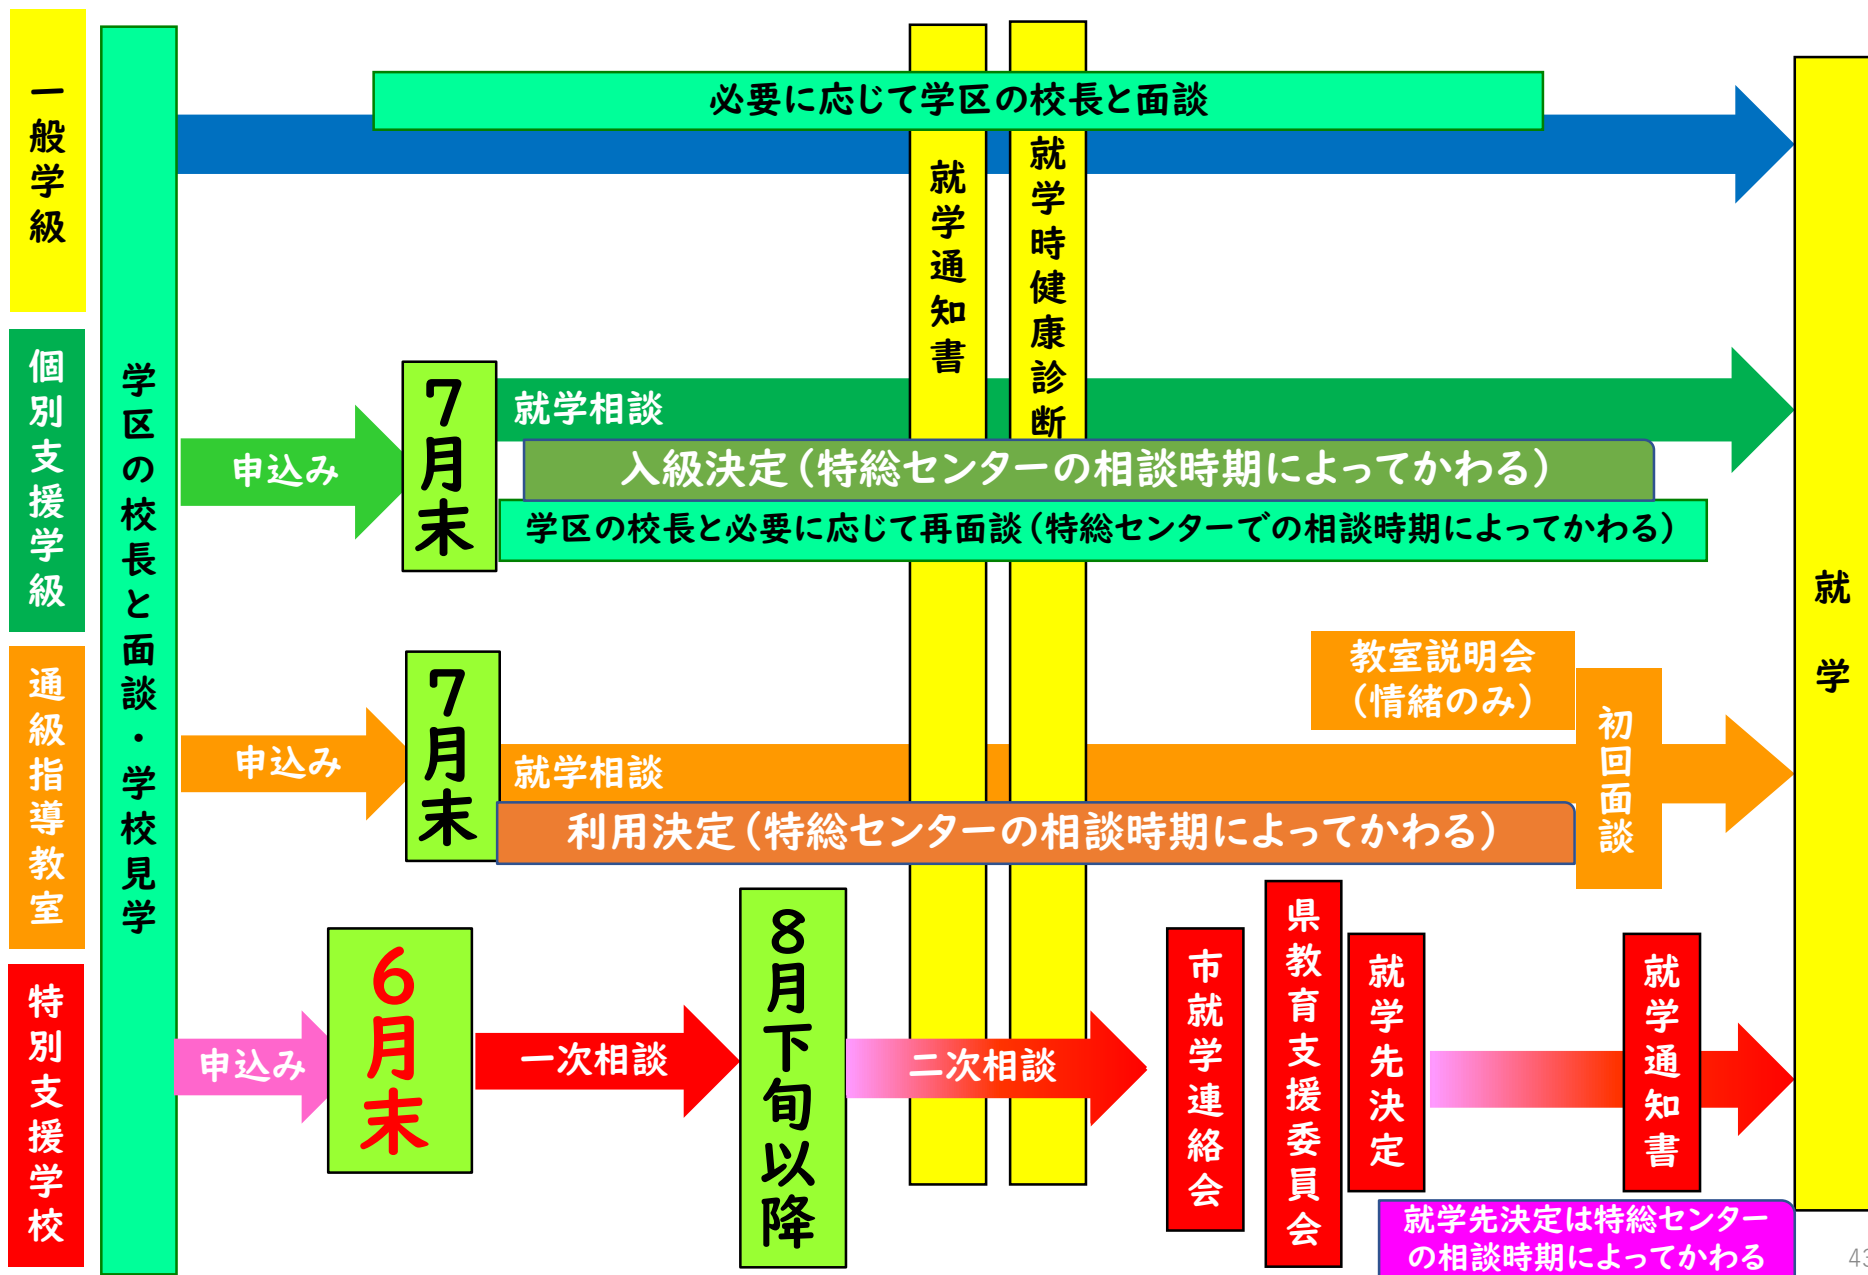 一般学級
必要に応じて学区の校長と面談
就学通知書
就学時健康診断
学区の校長と面談・学校見学
就学
個別支援学級
申込み
7月末
就学相談
入級決定（特総センターの相談時期によってかわる）
学区の校長と必要に応じて再面談（特総センターでの相談時期によってかわる）
通級指導教室
申込み
7月末
就学相談
利用決定（特総センターの相談時期によってかわる）
教室説明会
（情緒のみ）
初回面談
特別支援学校
申込み
6月末
一次相談
8月下旬以降
二次相談
市就学連絡会
県教育支援委員会
就学先決定
就学通知書
就学先決定は特総センター
の相談時期によってかわる
43